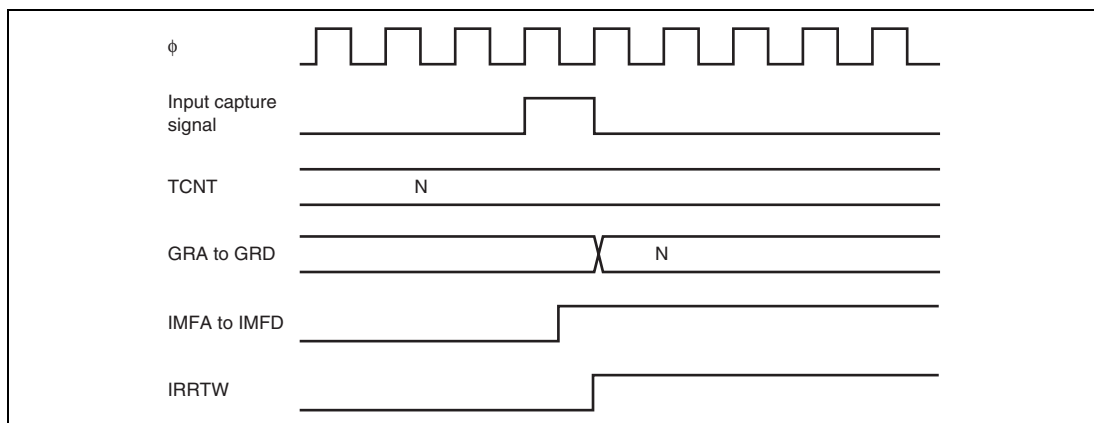 ϕ
Input capture
signal
TCNT
N
GRA to GRD
N
IMFA to IMFD
IRRTW